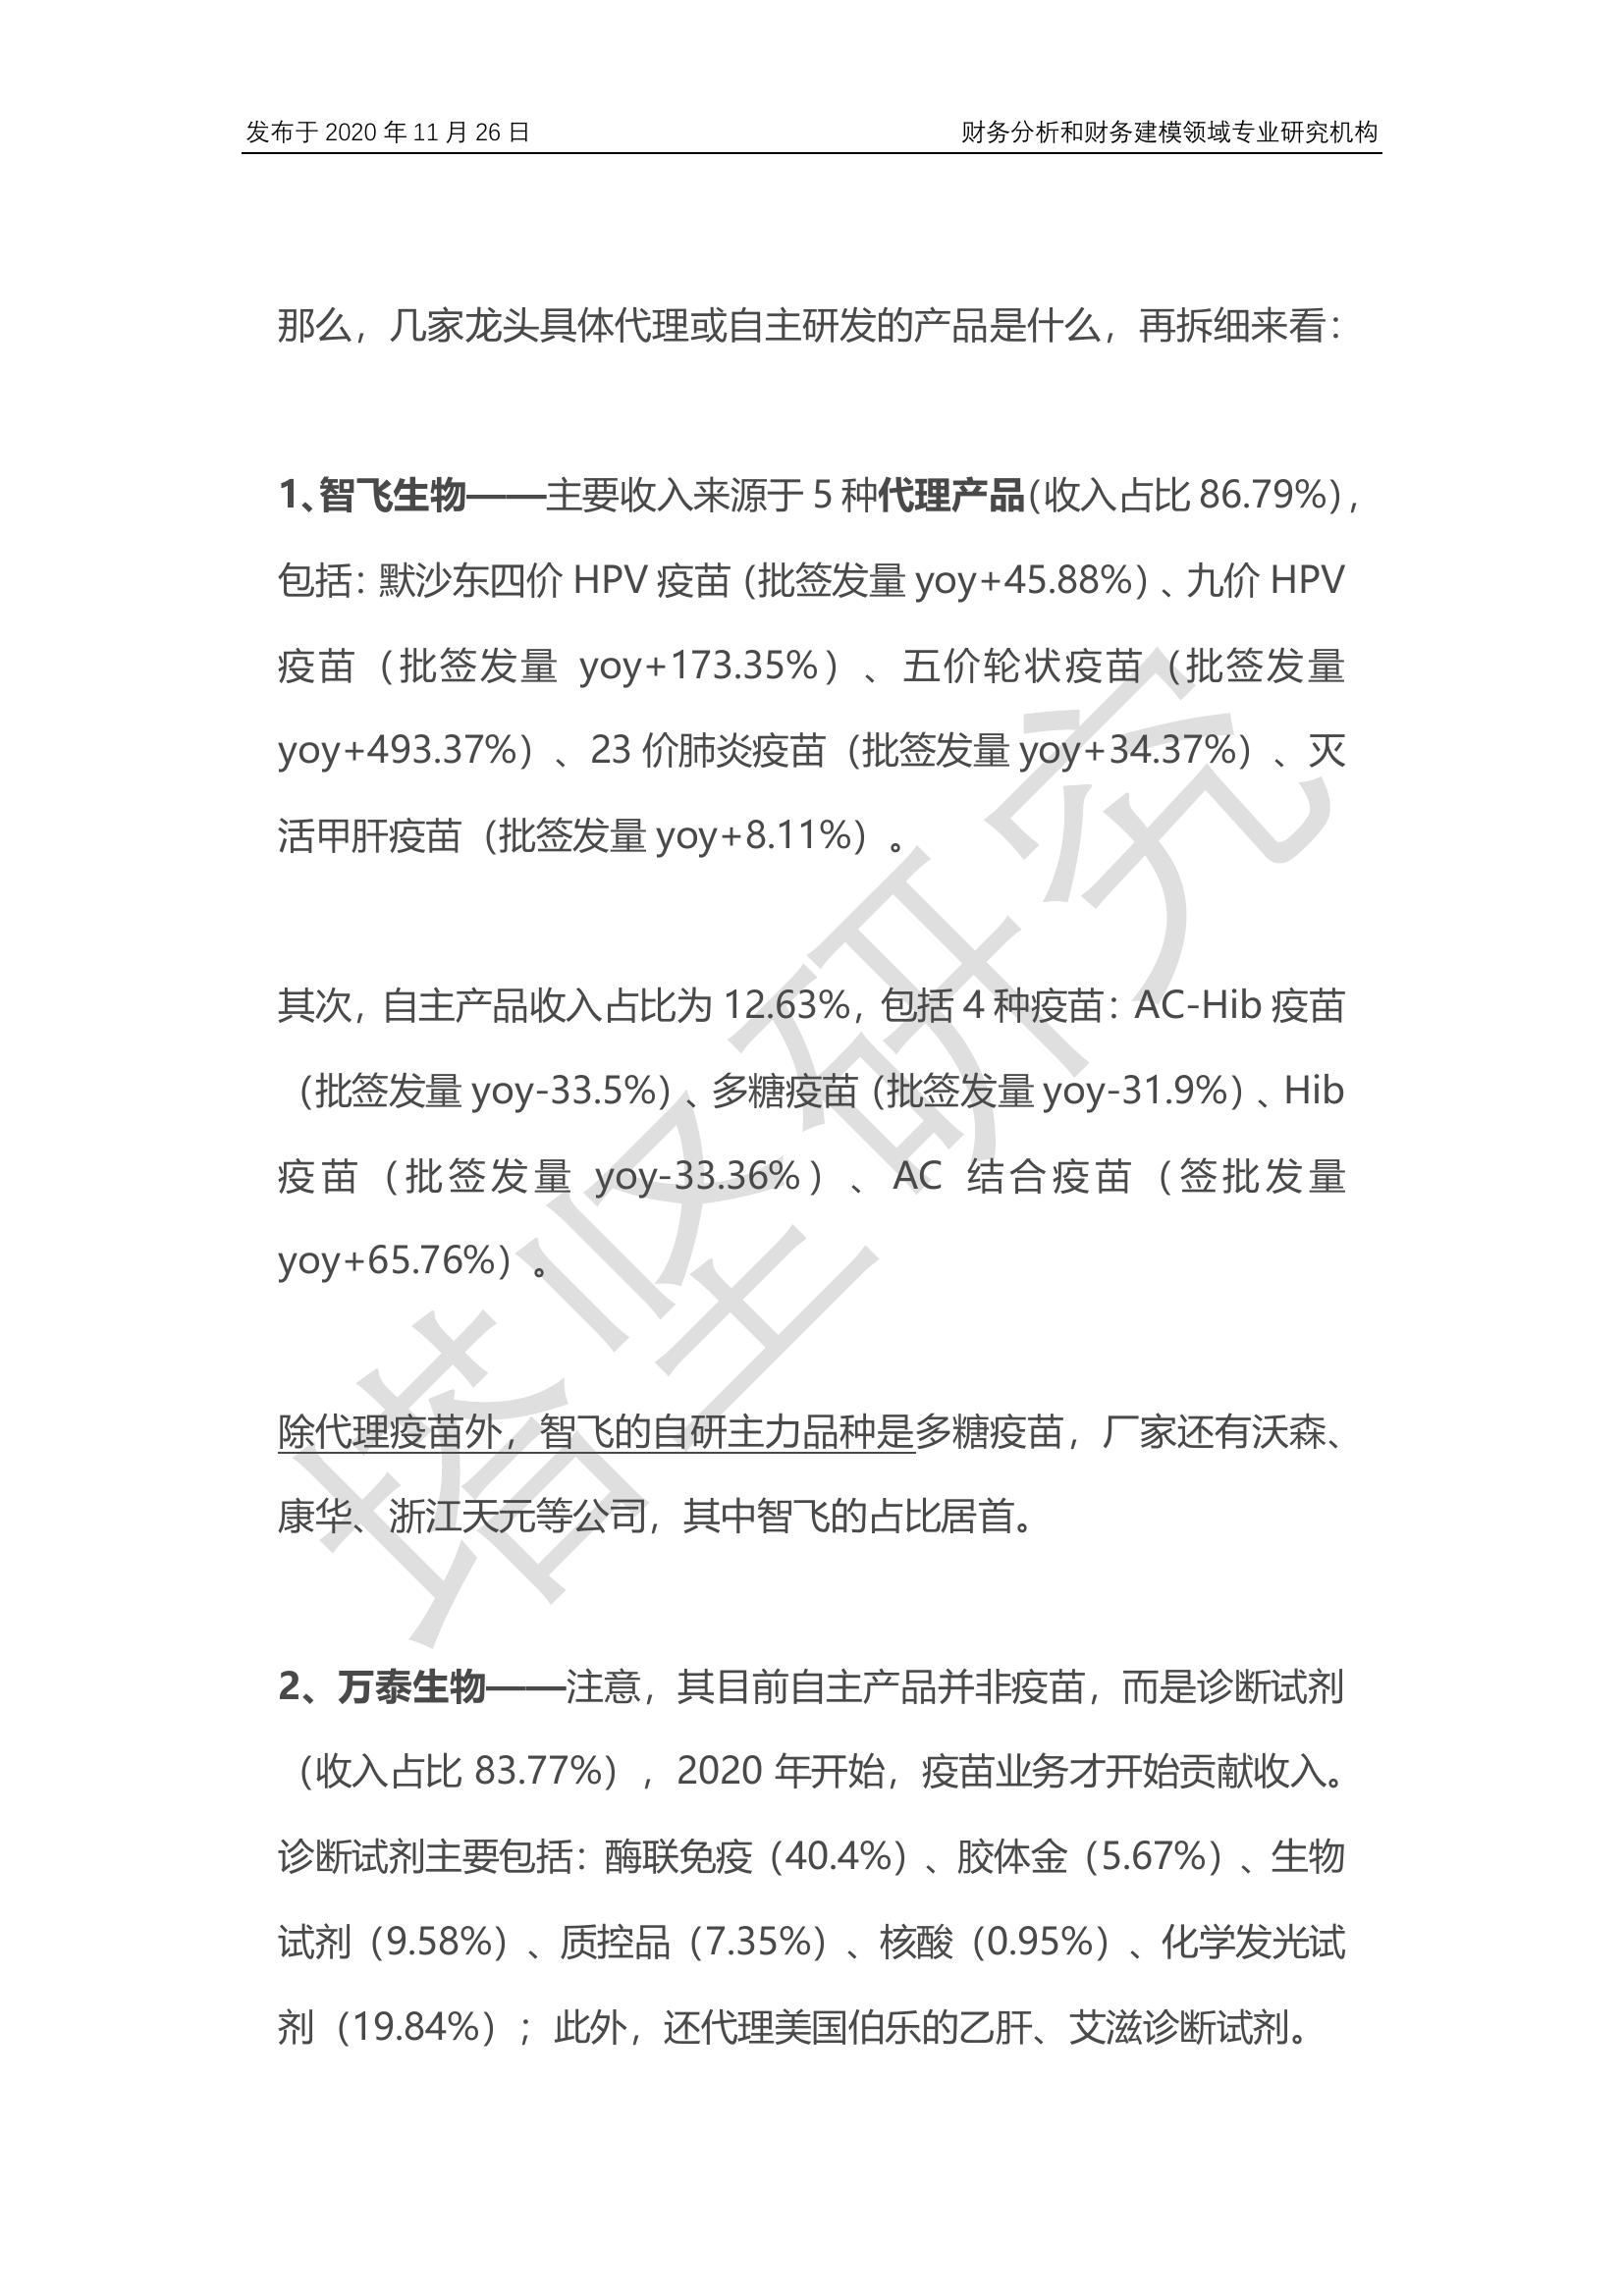 发布于 2020 年 11 月 26 日 财务分析和财务建模领域专业研究机构
那么，几家龙头具体代理或自主研发的产品是什么，再拆细来看：
1、智飞生物——主要收入来源于 5 种代理产品（收入占比 86.79%），
包括：默沙东四价 HPV 疫苗（批签发量 yoy+45.88%）、九价 HPV
疫苗（批签发量 yoy+173.35%）、五价轮状疫苗（批签发量
yoy+493.37%）、23 价肺炎疫苗（批签发量 yoy+34.37%）、灭
活甲肝疫苗（批签发量 yoy+8.11%）。
其次，自主产品收入占比为 12.63%，包括 4 种疫苗：AC-Hib 疫苗
（批签发量 yoy-33.5%）、多糖疫苗（批签发量 yoy-31.9%）、Hib
疫苗（批签发量 yoy-33.36%）、AC 结合疫苗（签批发量
yoy+65.76%）。
除代理疫苗外，智飞的自研主力品种是多糖疫苗，厂家还有沃森、
康华、浙江天元等公司，其中智飞的占比居首。
2、万泰生物——注意，其目前自主产品并非疫苗，而是诊断试剂
（收入占比 83.77%），2020 年开始，疫苗业务才开始贡献收入。
诊断试剂主要包括：酶联免疫（40.4%）、胶体金（5.67%）、生物
试剂（9.58%）、质控品（7.35%）、核酸（0.95%）、化学发光试
剂（19.84%）；此外，还代理美国伯乐的乙肝、艾滋诊断试剂。
塔坚研究